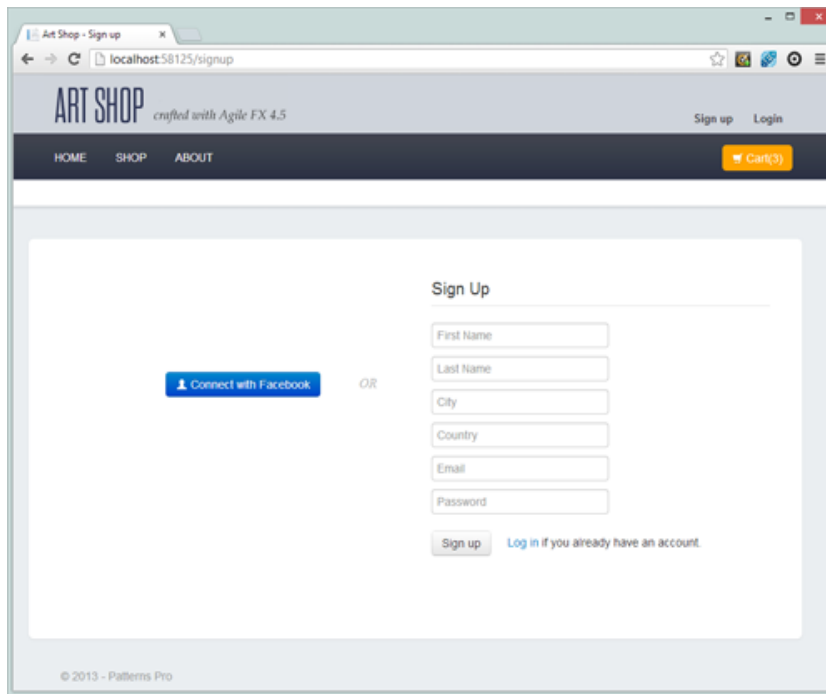 Art Shop - Sign up
localhost:58125/signup
ART SHOP crafted with Agile FX 4.5
Sign up Login
HOME SHOP ABOUT Cart(3)
Sign Up
First Name
Last Name
Connect with Facebook OR
City
Country
Email
Password
Sign up Log in if you already have an account.
© 2013 - Patterns Pro